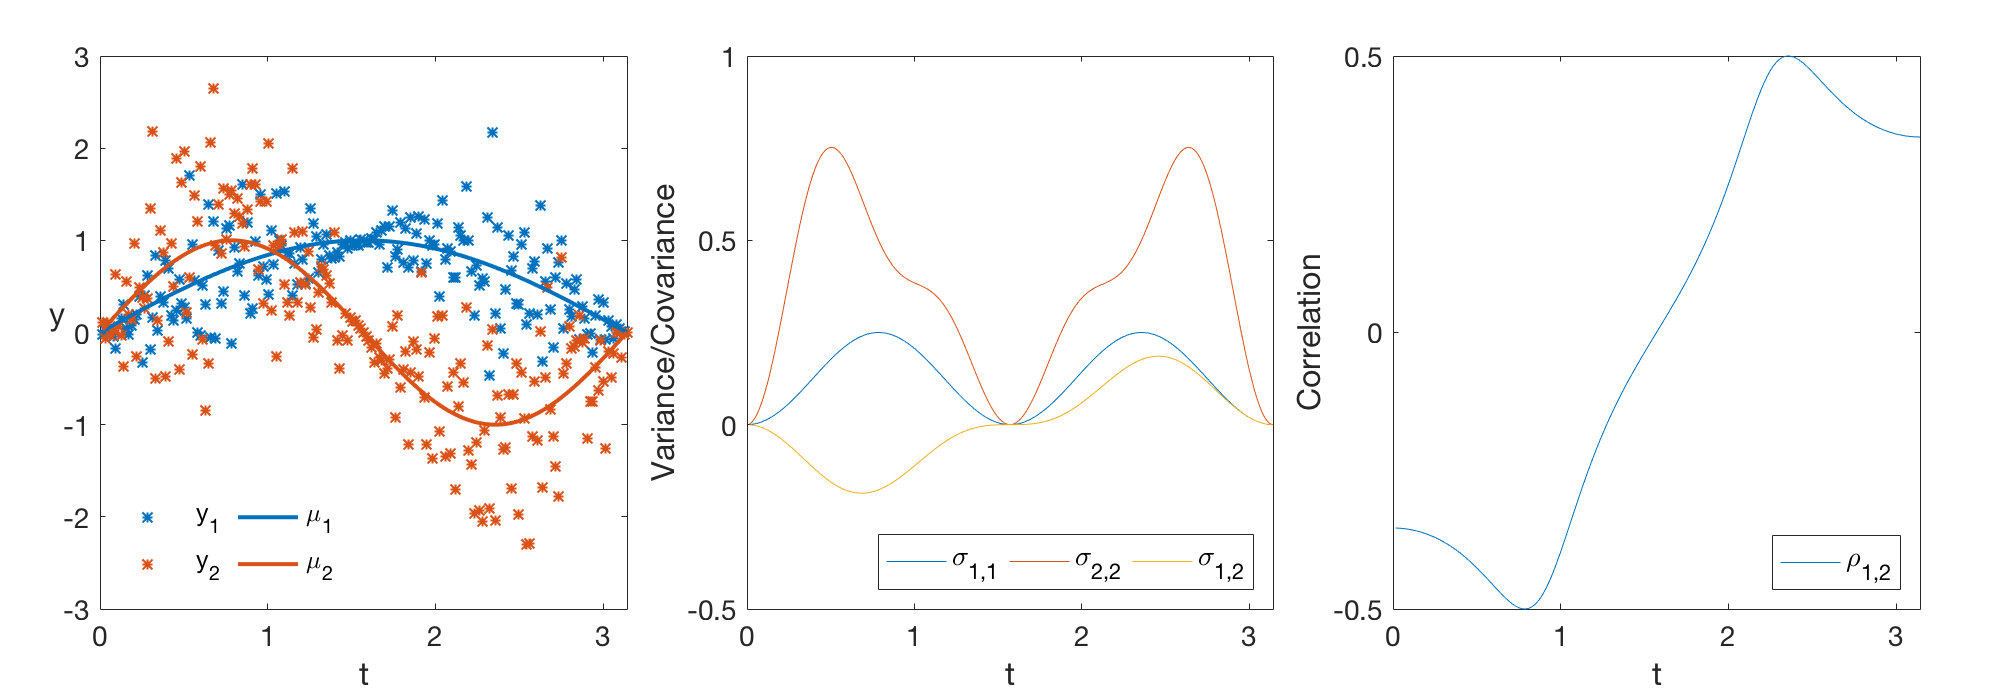 3
2
1
0
-1
-2
-3
y
0 1 2 3
t
y1 μ1
y2 μ2
1
0.5
0
-0.5
Variance/Covariance
0 1 2 3
t
σ1,1 σ2,2 σ1,2
0.5
0
-0.5
Correlation
0 1 2 3
t
ρ1,2